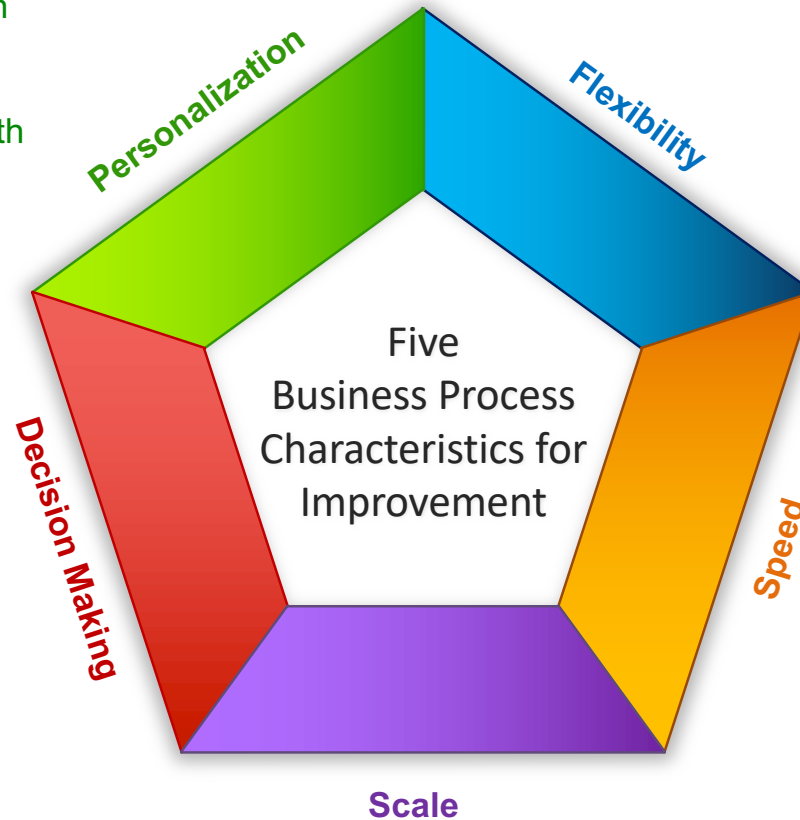 Personalization
Flexibility
Five
Business Process
Characteristics for
Improvement
Decision Making
Speed
Scale